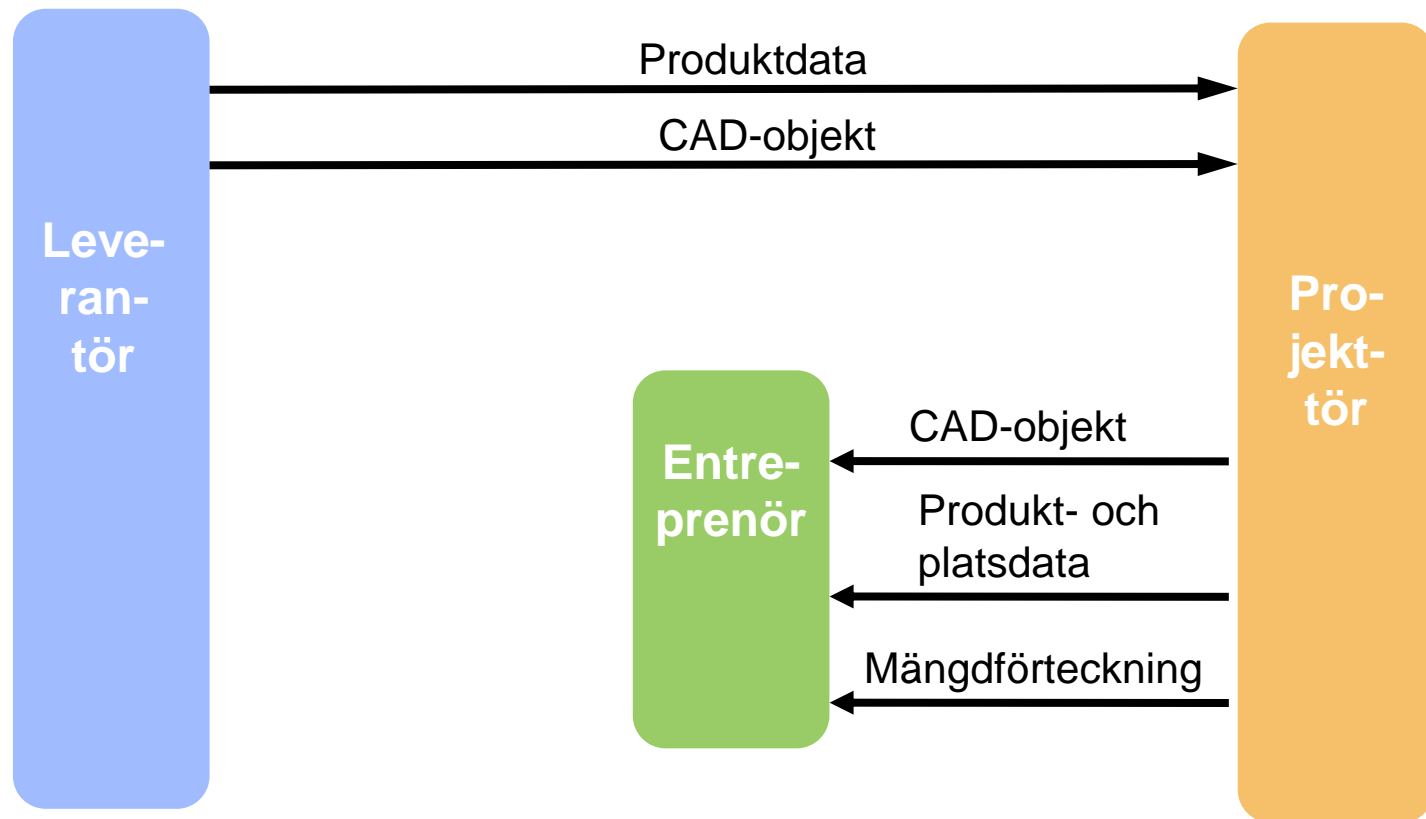 Produktdata
CAD-objekt
Leve-
ran-
tör
Pro-
jekt-
tör
CAD-objekt
Entre-
prenör
Produkt- och
platsdata
Mängdförteckning